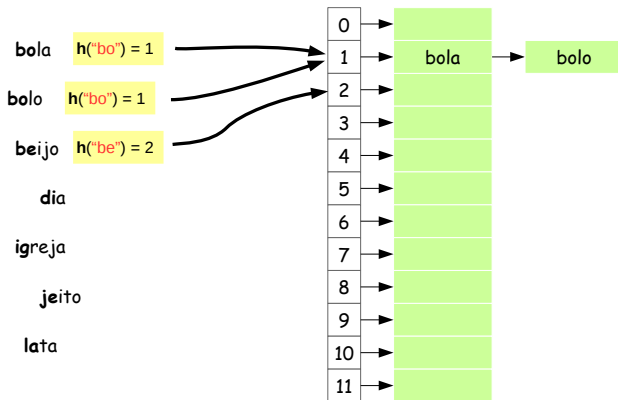 0
bola h(“bo”) = 1
1 bola bolo
2
bolo h(“bo”) = 1
3
beijo h(“be”) = 2
4
5
dia
6
igreja
7
8
jeito
9
lata
10
11